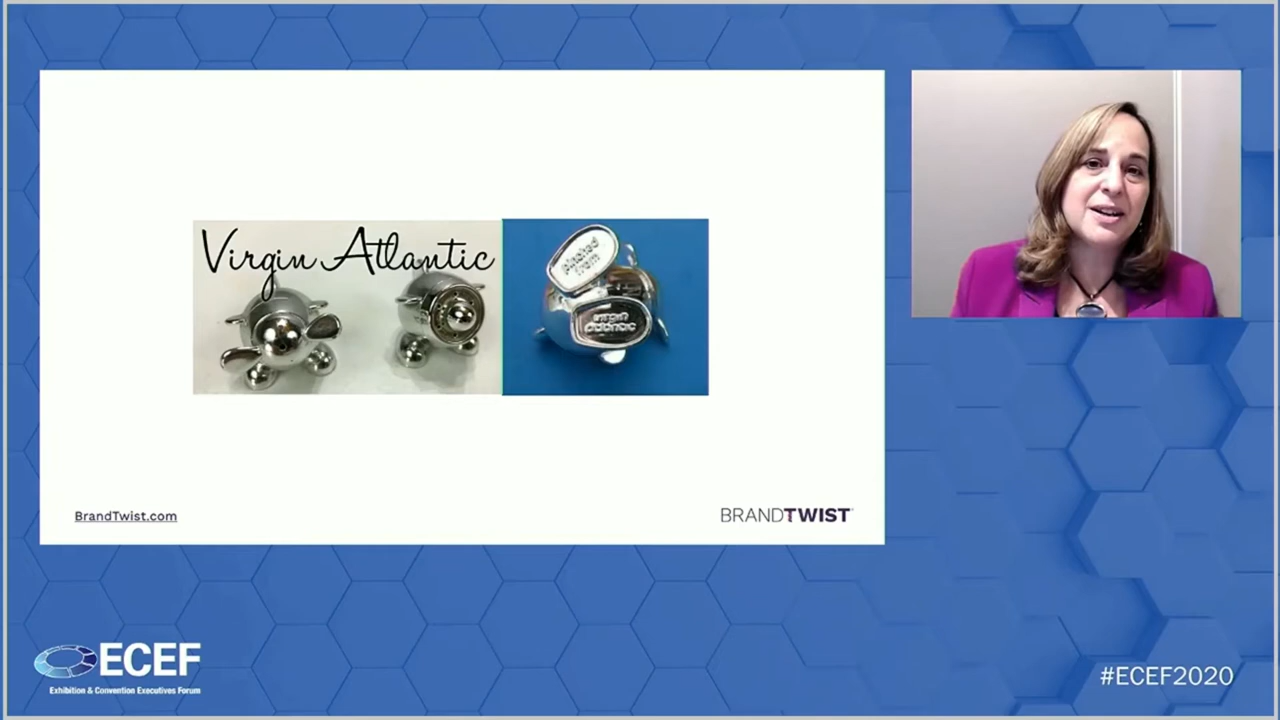 Virgin Atlantic
pinched
from
virgin
atlantic
BrandTwist.com
BRANDTWIST
ECEF
Exhibition & Convention Executives Forum
#ECEF2020